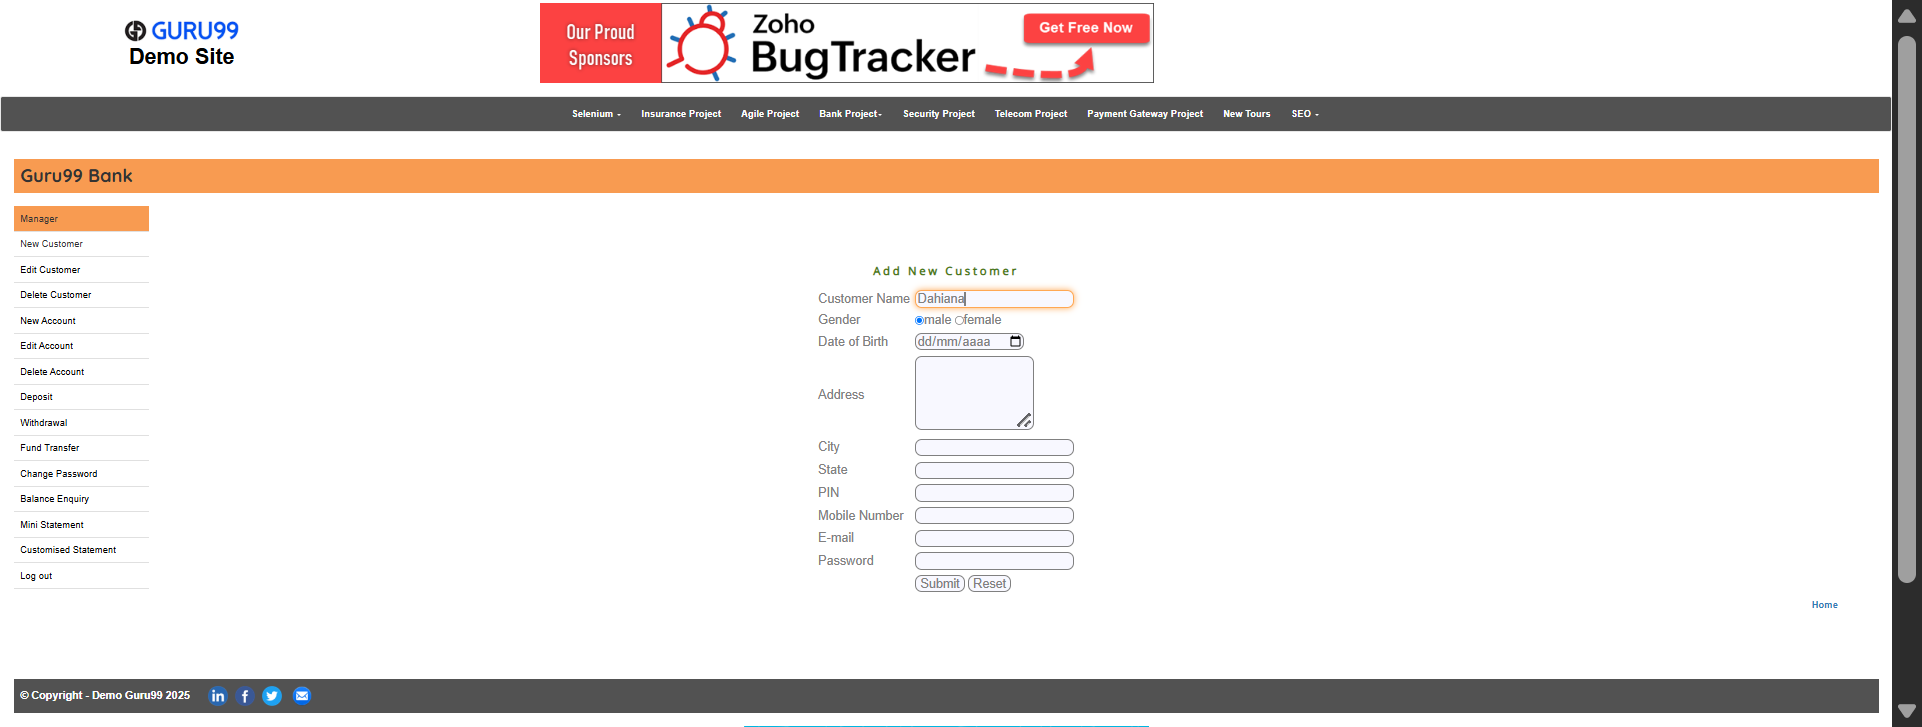 GURU99
Demo Site
Our Proud
Sponsors
Zoho
BugTracker
Get Free Now
Selenium Insurance Project Agile Project Bank Project Security Project Telecom Project Payment Gateway Project New Tours SEO
Guru99 Bank
Manager
New Customer
Edit Customer
Delete Customer
New Account
Edit Account
Delete Account
Deposit
Withdrawal
Fund Transfer
Change Password
Balance Enquiry
Mini Statement
Customised Statement
Log out
Add New Customer
Customer Name Dahiana
Gender male female
Date of Birth dd/mm/aaaa
Address
City
State
PIN
Mobile Number
E-mail
Password
Submit Reset
Home
© Copyright - Demo Guru99 2025